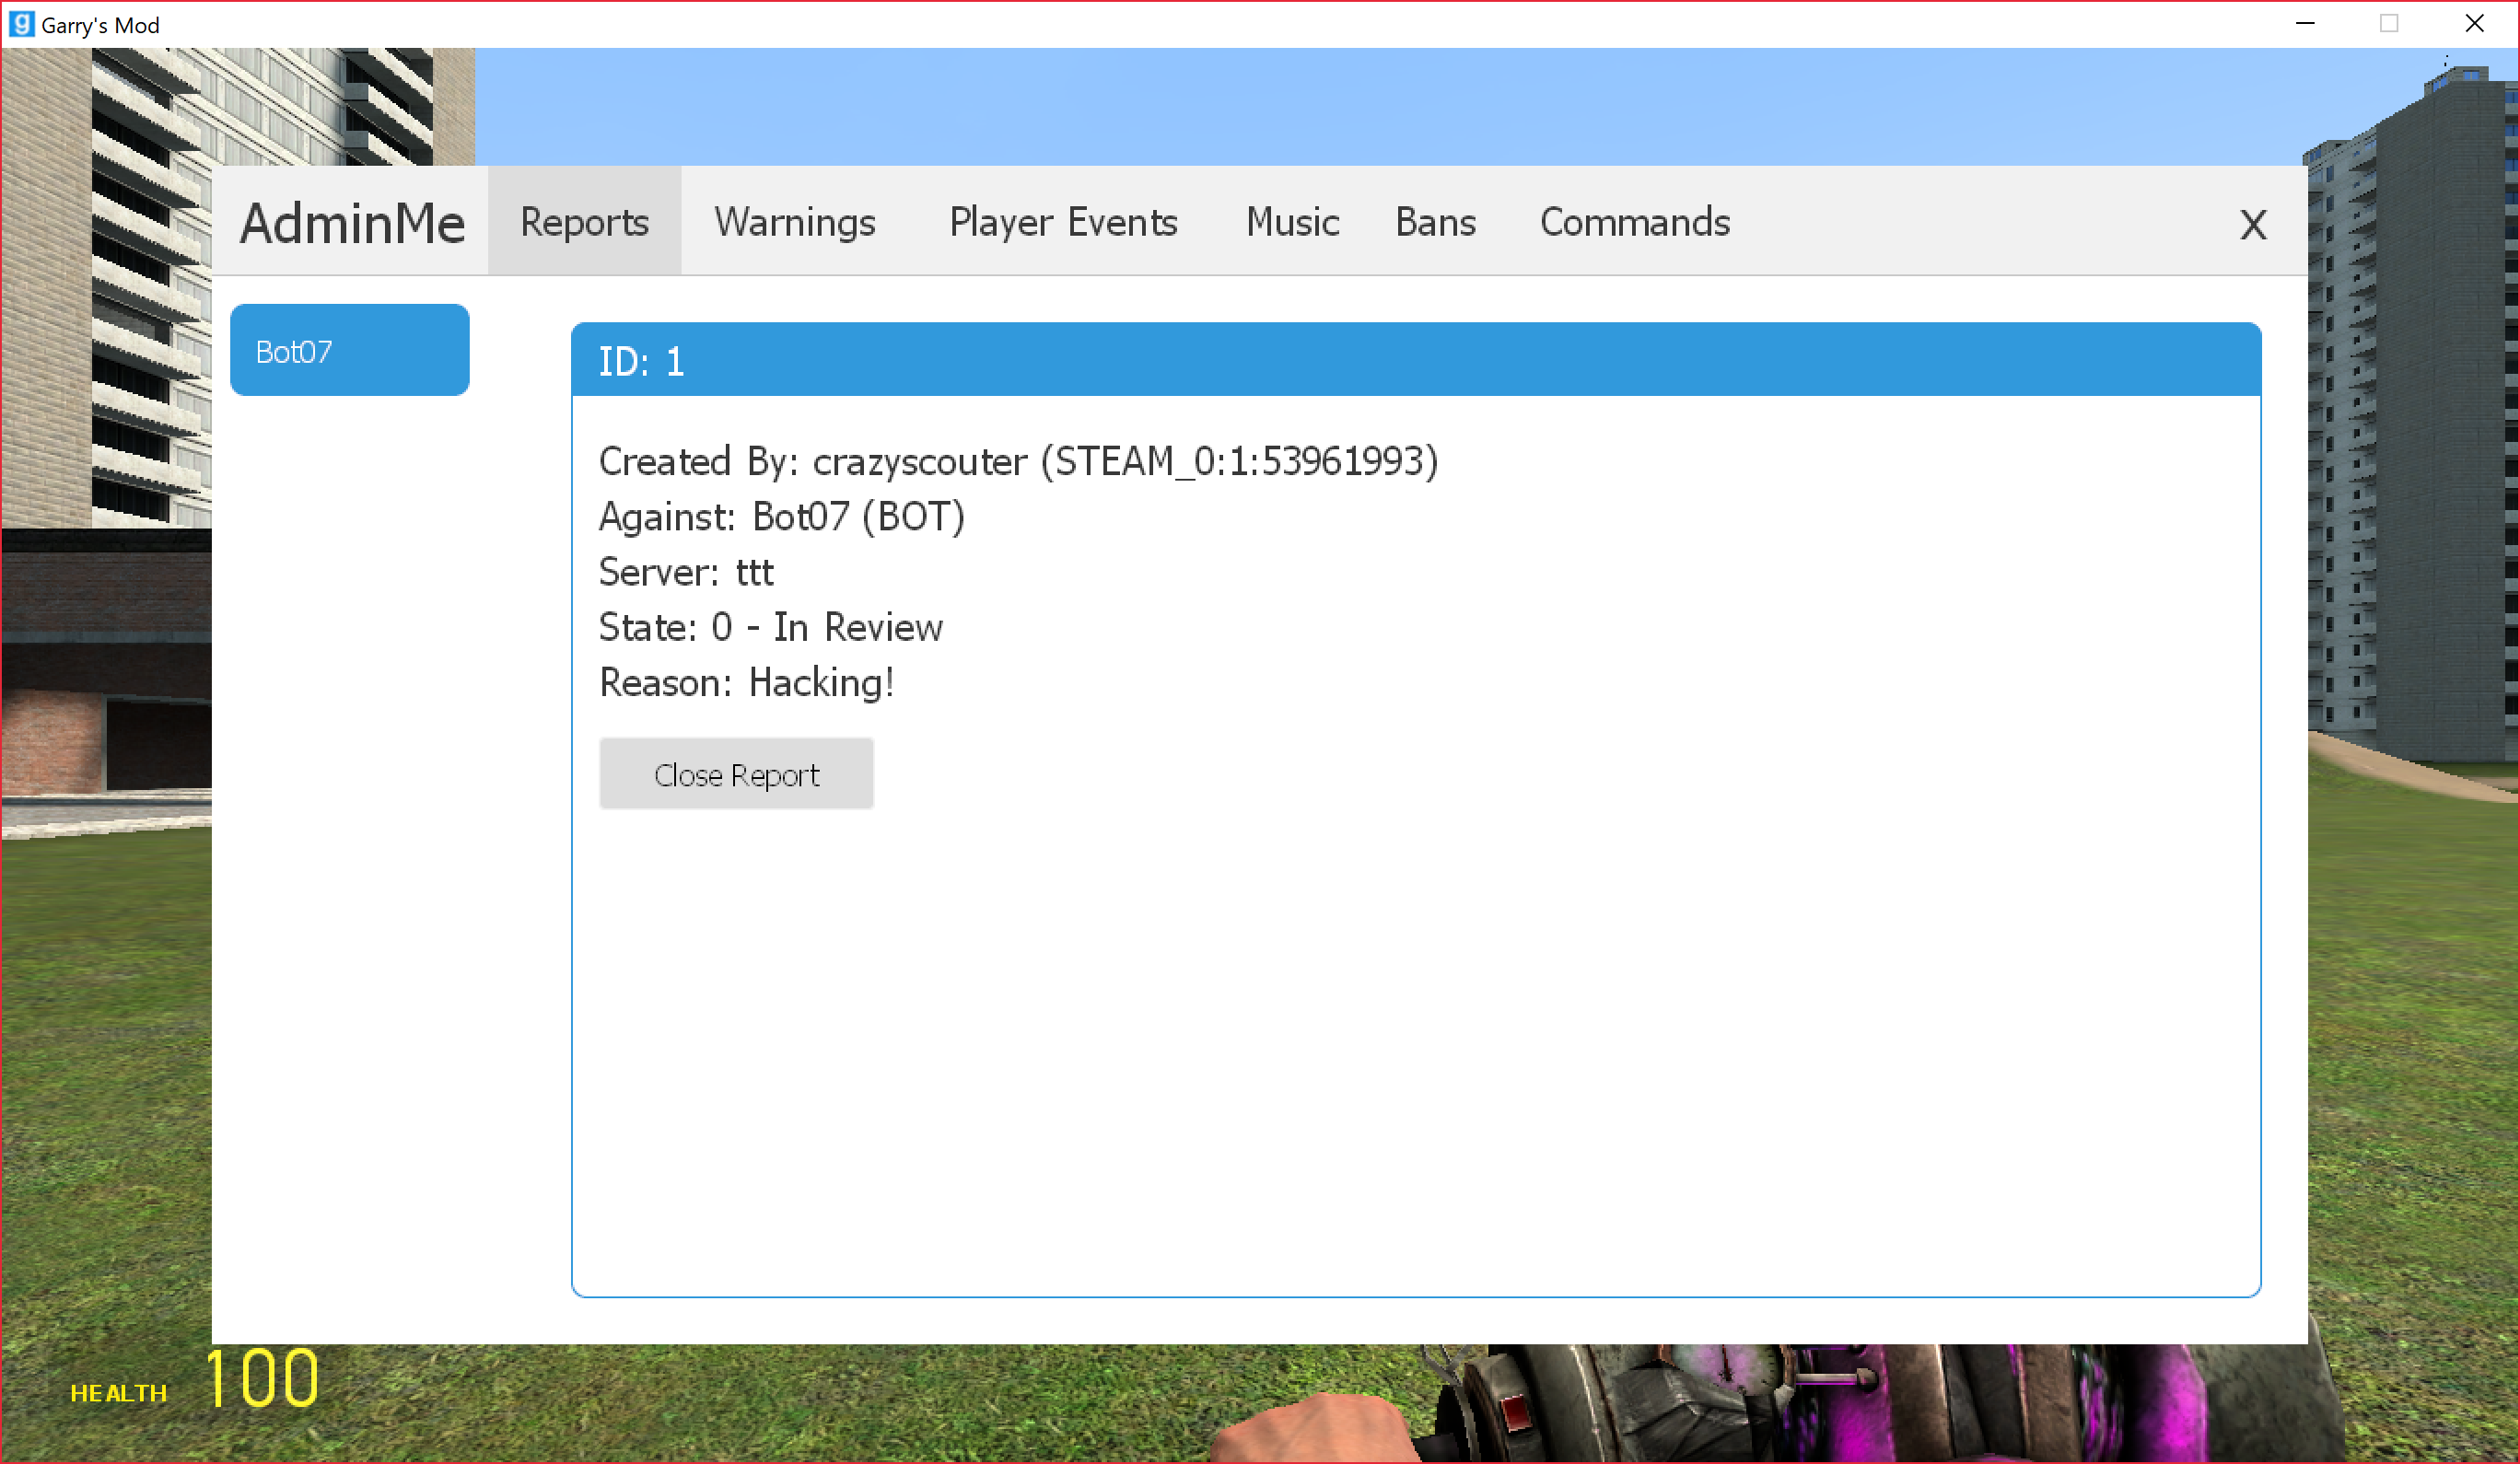 g Garry's Mod
AdminMe Reports Warnings Player Events Music Bans Commands X
Bot07
ID: 1
Created By: crazyscouter (STEAM_0:1:53961993)
Against: Bot07 (BOT)
Server: ttt
State: 0 - In Review
Reason: Hacking!
Close Report
HEALTH 100